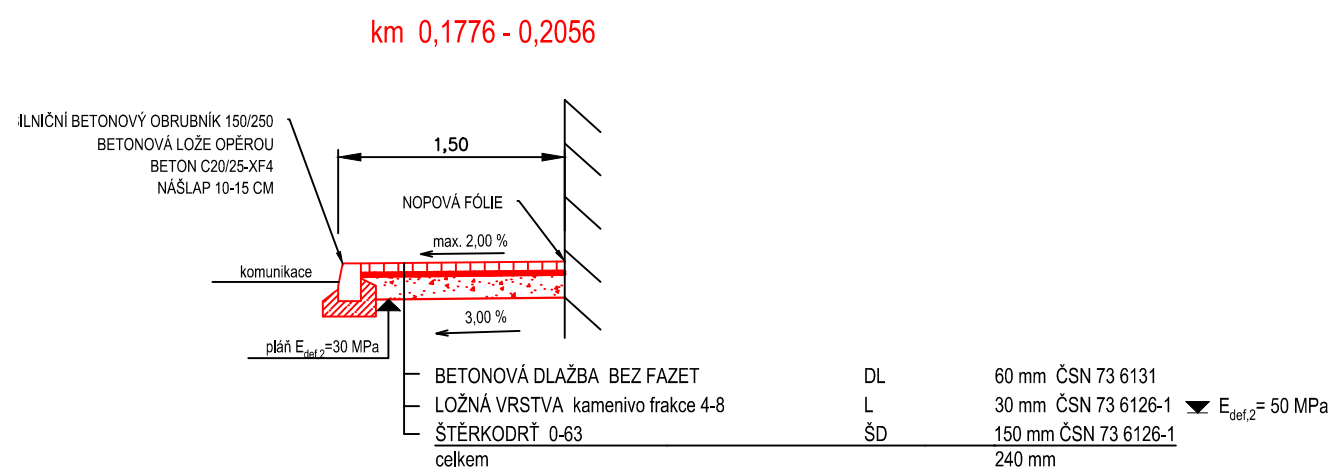 km 0,1776 - 0,2056
ILNIČNÍ BETONOVÝ OBRUBNÍK 150/250
BETONOVÁ LOŽE OPĚROU
BETON C20/25-XF4
NÁŠLAP 10-15 CM
1,50
NOPOVÁ FÓLIE
max. 2,00 %
komunikace
3,00 %
pláň Edef,2=30 MPa
BETONOVÁ DLAŽBA BEZ FAZET DL 60 mm ČSN 73 6131
LOŽNÁ VRSTVA kamenivo frakce 4-8 L 30 mm ČSN 73 6126-1 Edef,2= 50 MPa
ŠTĚRKODRŤ 0-63 ŠD 150 mm ČSN 73 6126-1
celkem 240 mm